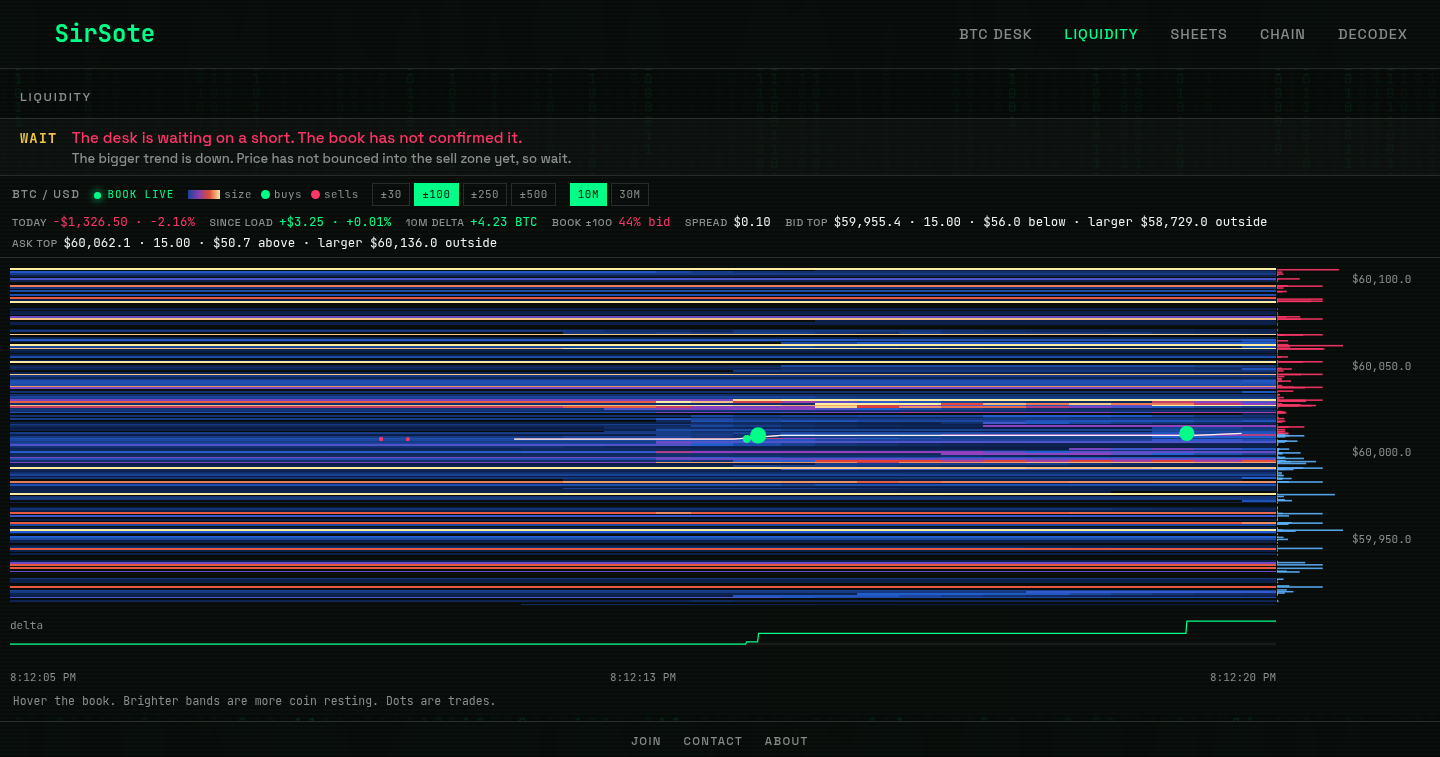 SirSote
BTC DESK LIQUIDITY SHEETS CHAIN DECODEX
LIQUIDITY
WAIT The desk is waiting on a short. The book has not confirmed it.
The bigger trend is down. Price has not bounced into the sell zone yet, so wait.
BTC / USD BOOK LIVE size buys sells ±30 ±100 ±250 ±500 10M 30M
TODAY -$1,326.50 · -2.16% SINCE LOAD +$3.25 · +0.01% 10M DELTA +4.23 BTC BOOK ±100 44% bid SPREAD $0.10 BID TOP $59,955.4 · 15.00 · $56.0 below · larger $58,729.0 outside
ASK TOP $60,062.1 · 15.00 · $50.7 above · larger $60,136.0 outside
$60,100.0
$60,050.0
$60,000.0
$59,950.0
delta
8:12:05 PM 8:12:13 PM 8:12:20 PM
Hover the book. Brighter bands are more coin resting. Dots are trades.
JOIN CONTACT ABOUT